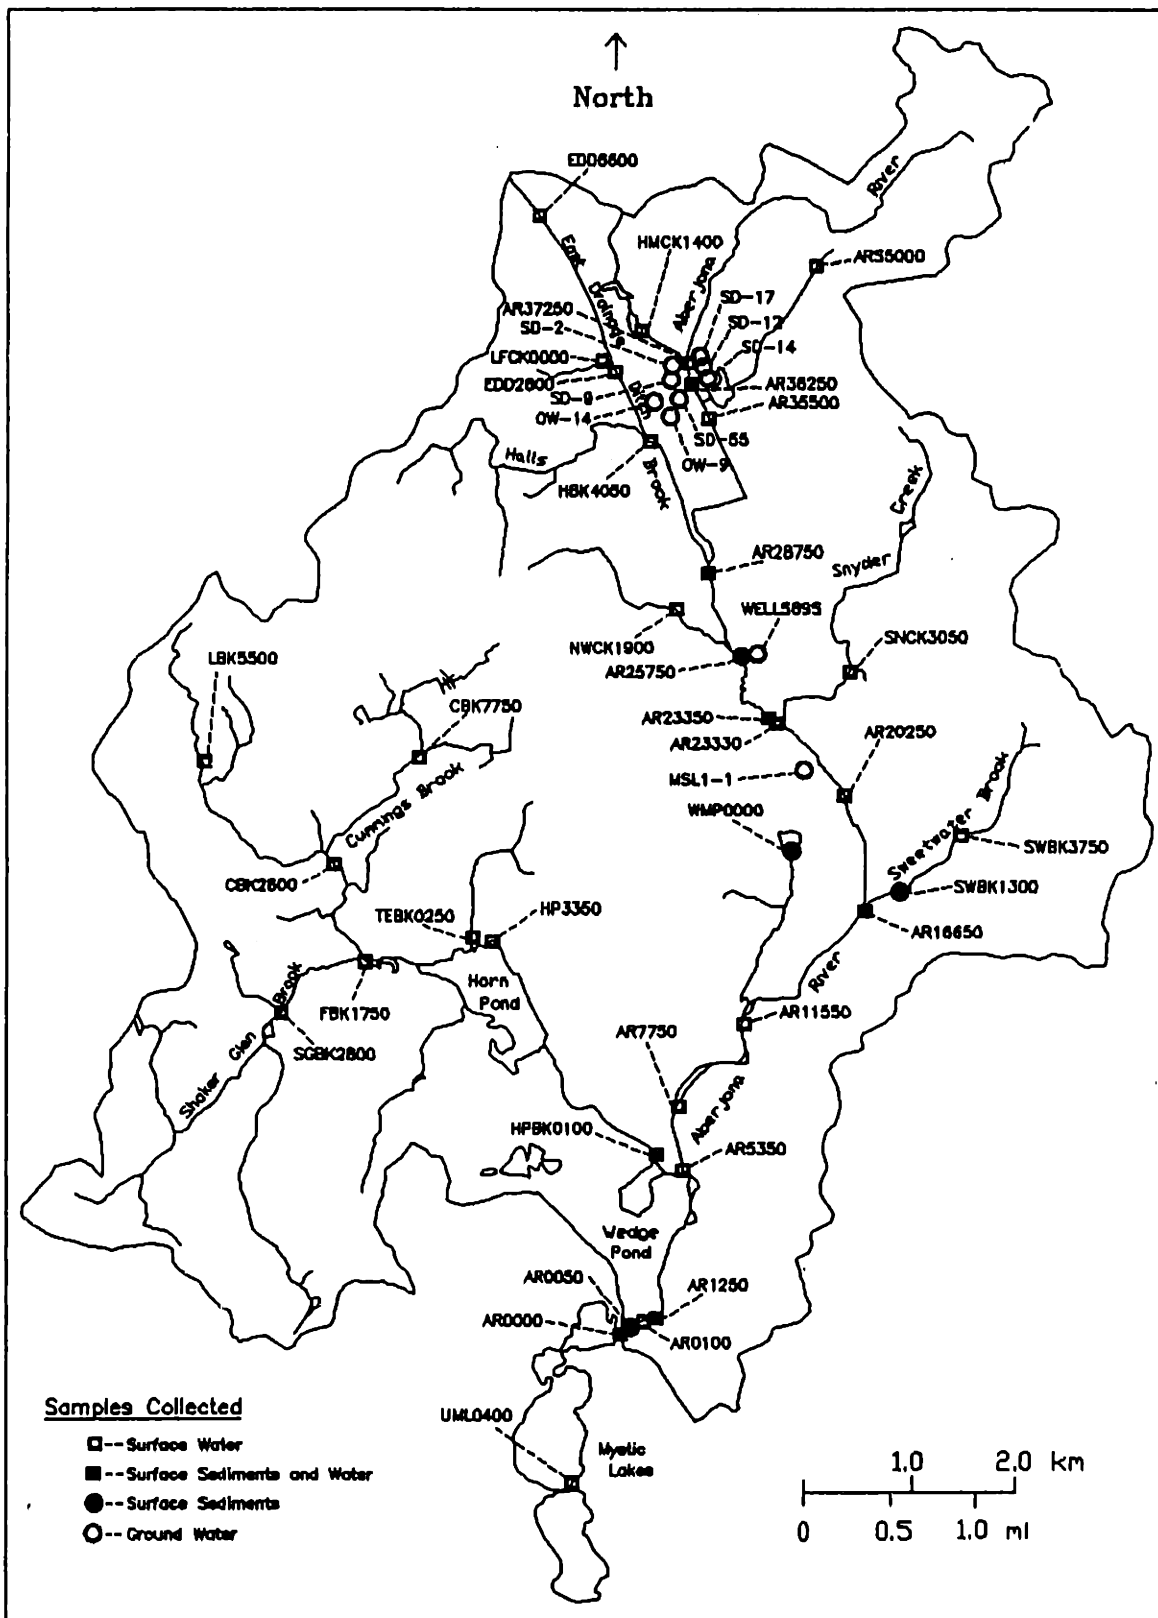 North
EDD6600
River
HMCK1400
ARS5000
East
Aberjona
SD-17
Drainage
AR37250
SD-12
SD-2
SD-14
LFCK0000
EDD2600
AR36250
Ditch
SD-9
AR35500
OW-14
SD-55
Halls
OW-9
HBK4050
Brook
Creek
AR28750
Snyder
WELLS89S
NWCK1900
SNCK3050
LBK5500
AR25750
CBK7750
AR23350
AR20250
AR23330
MSL1-1
Cunnings Brook
WMP0000
Sweetwater Brook
SWBK3750
CBK2600
SWBK1300
TEBK0250
HP3350
AR16650
Horn
Pond
River
FBK1750
AR11550
Shaker Glen Brook
AR7750
SGBK2800
Aberjona
HPBK0100
AR5350
Wedge
Pond
AR0050
AR1250
AR0000
AR0100
UML0400
Mystic
Lakes
Samples Collected
--Surface Water
--Surface Sediments and Water
--Surface Sediments
--Ground Water
1.0 2.0 km
0 0.5 1.0 mi